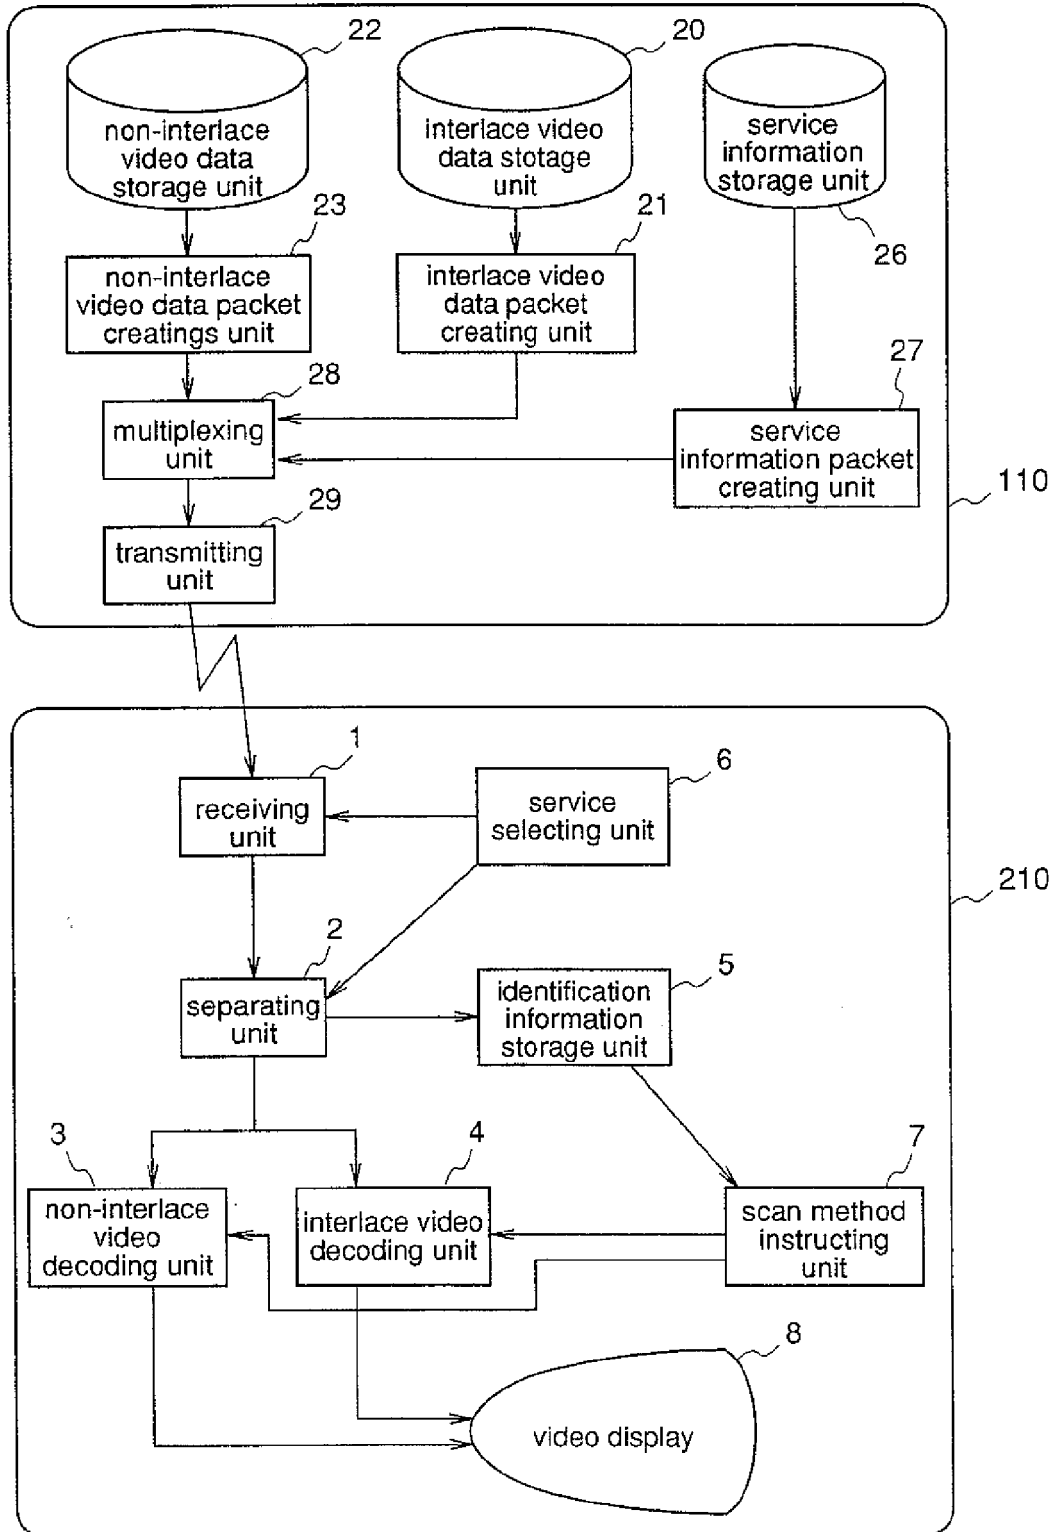 22
20
non-interlace
video data
storage unit
interlace video
data stotage
unit
service
information
storage unit
23
21
26
non-interlace
video data packet
creatings unit
interlace video
data packet
creating unit
28
27
multiplexing
unit
service
information packet
creating unit
110
29
transmitting
unit
1
6
receiving
unit
service
selecting unit
210
2
5
separating
unit
identification
information
storage unit
3
4
7
non-interlace
video
decoding unit
interlace video
decoding unit
scan method
instructing
unit
8
video display